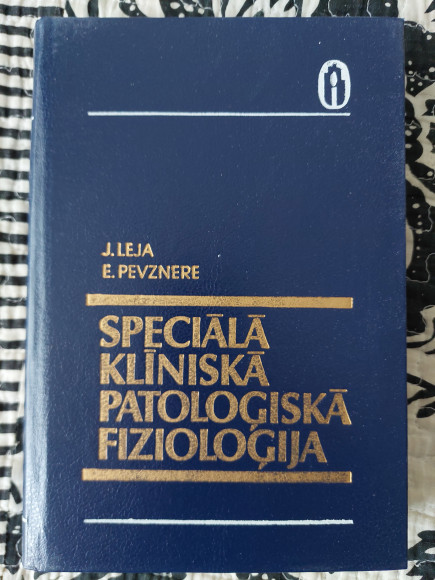 J. LEJA
E. PEVZNERE
SPECIĀLĀ
KLĪNISKĀ
PATOLOĢISKĀ
FIZIOLOĢIJA